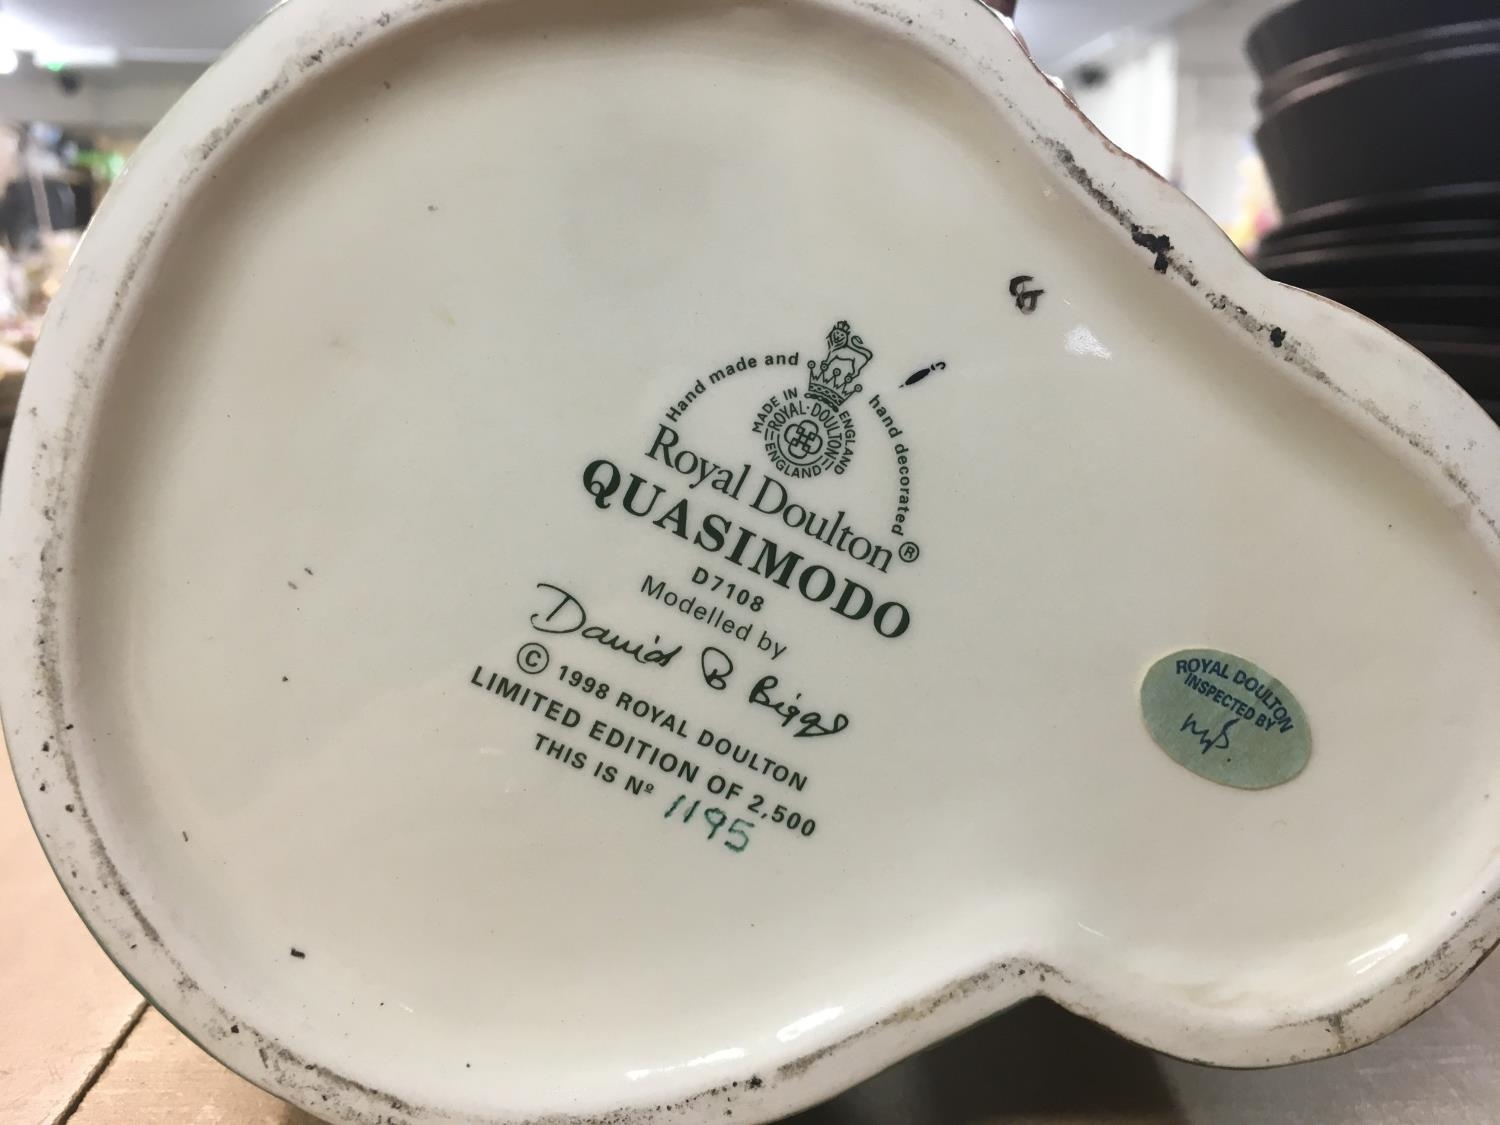 Hand made and hand decorated
MADE IN ENGLAND
ROYAL·DOULTON
ENGLAND
Royal Doulton ®
QUASIMODO
D7108
Modelled by
David B Biggs
© 1998 ROYAL DOULTON
LIMITED EDITION OF 2,500
THIS IS Nº 1195
ROYAL DOULTON
INSPECTED BY